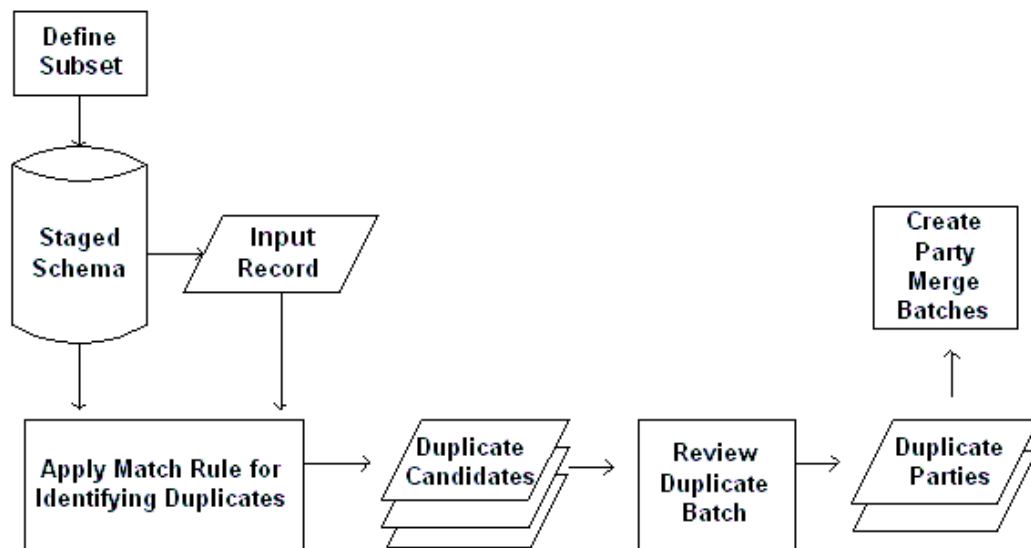 Define
Subset
Staged
Schema
Input
Record
Create
Party
Merge
Batches
Apply Match Rule for
Identifying Duplicates
Duplicate
Candidates
Review
Duplicate
Batch
Duplicate
Parties